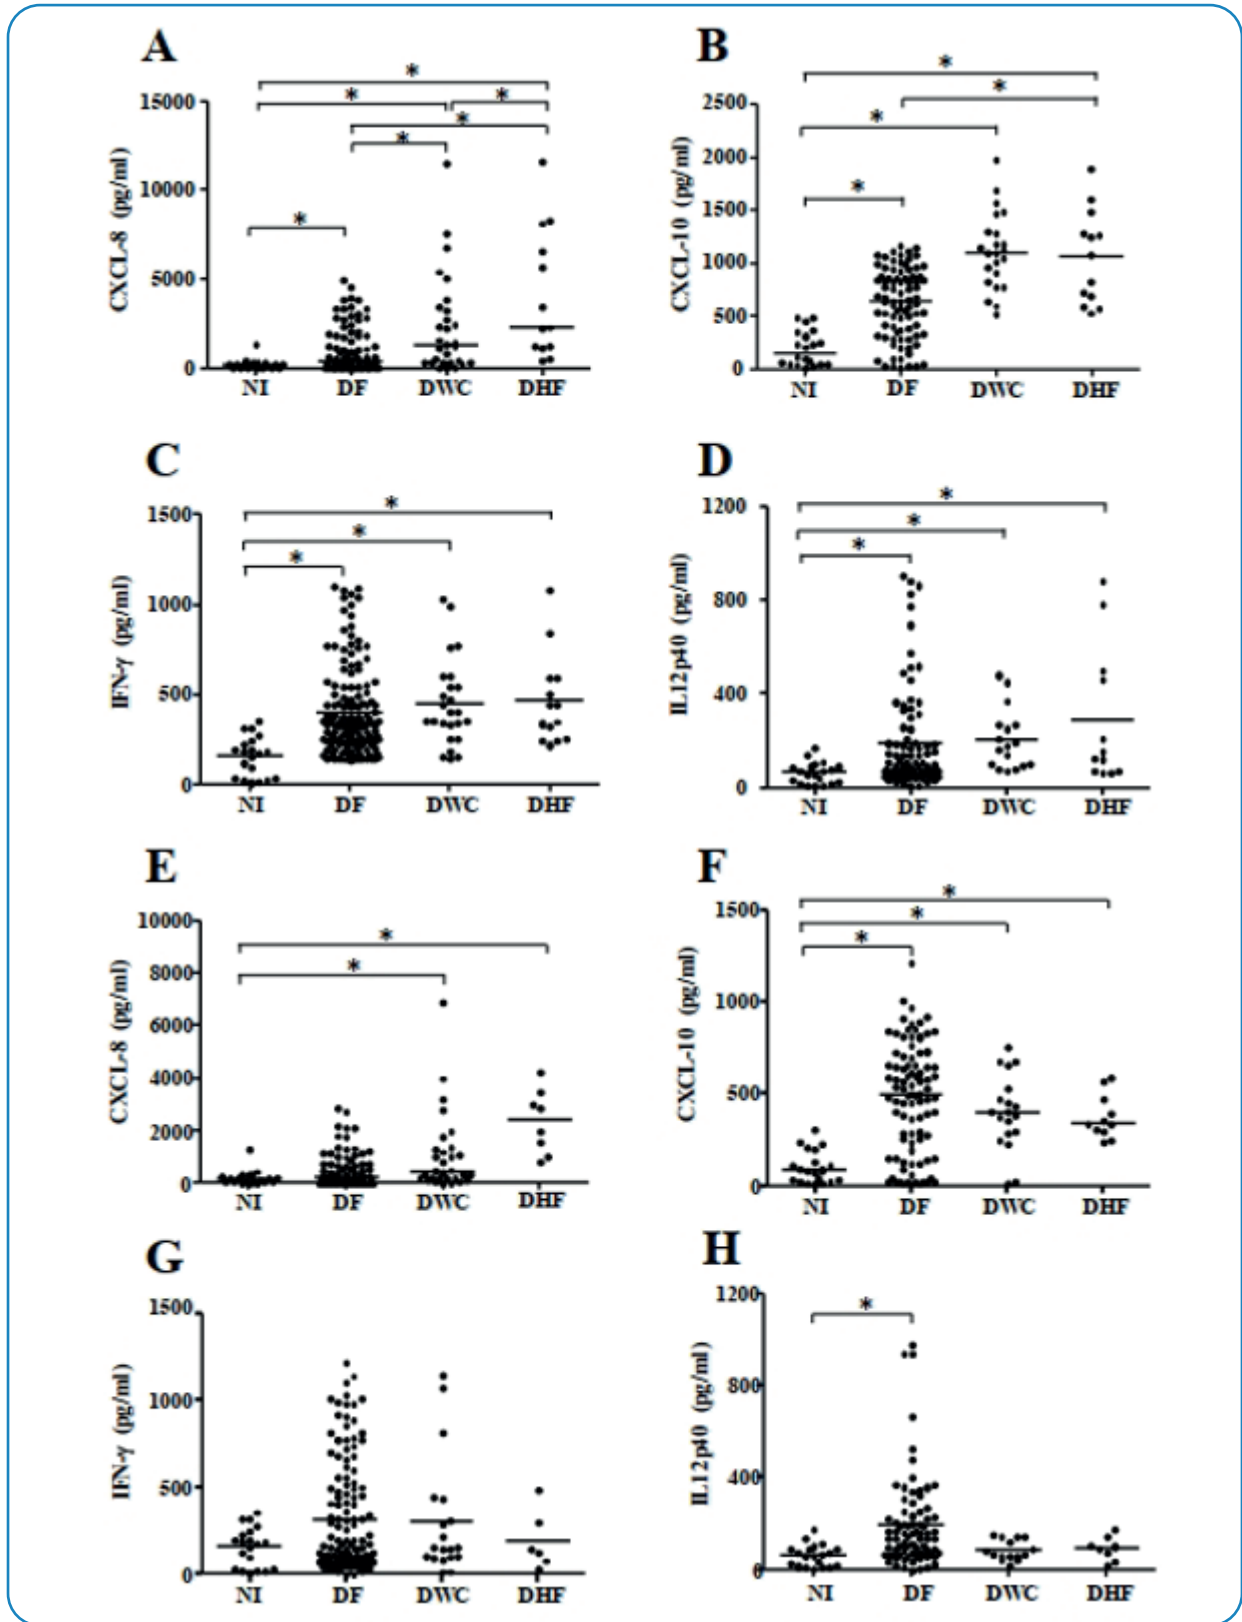 A
B
*
*
*
*
*
*
CXCL-8 (pg/ml)
15000
10000
5000
0
NI DF DWC DHF
*
*
*
*
CXCL-10 (pg/ml)
2500
2000
1500
1000
500
0
NI DF DWC DHF
C
D
*
*
*
IFN-γ (pg/ml)
1500
1000
500
0
NI DF DWC DHF
*
*
*
IL12p40 (pg/ml)
1200
800
400
0
NI DF DWC DHF
E
F
*
*
CXCL-8 (pg/ml)
10000
8000
6000
4000
2000
0
NI DF DWC DHF
*
*
*
CXCL-10 (pg/ml)
1500
1000
500
0
NI DF DWC DHF
G
H
IFN-γ (pg/ml)
1500
1000
500
0
NI DF DWC DHF
*
IL12p40 (pg/ml)
1200
800
400
0
NI DF DWC DHF